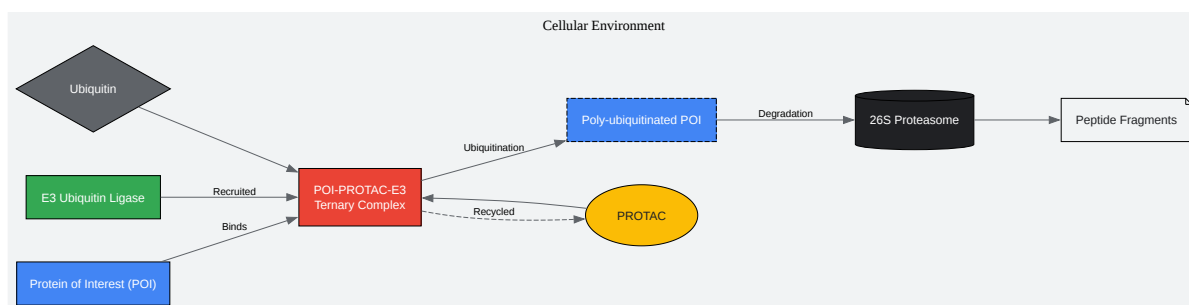 Cellular Environment
Ubiquitin
E3 Ubiquitin Ligase
Recruited
Protein of Interest (POI)
Binds
POI-PROTAC-E3
Ternary Complex
Ubiquitination
Recycled
Poly-ubiquitinated POI
PROTAC
Degradation
26S Proteasome
Peptide Fragments